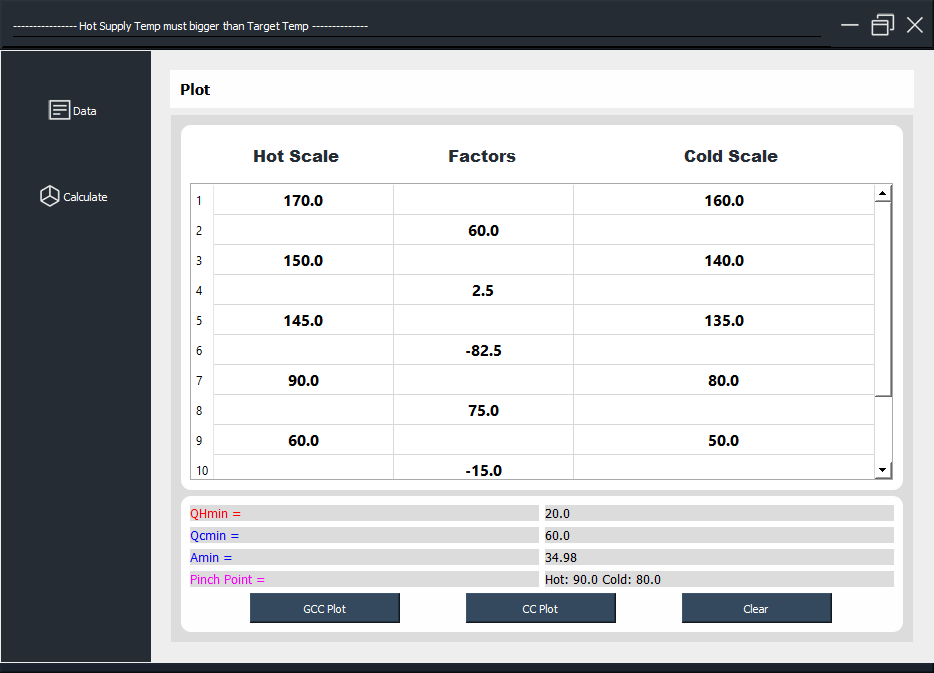 ---------------- Hot Supply Temp must bigger than Target Temp --------------
Data
Calculate
Plot
Hot Scale Factors Cold Scale
1 170.0 160.0
2 60.0
3 150.0 140.0
4 2.5
5 145.0 135.0
6 -82.5
7 90.0 80.0
8 75.0
9 60.0 50.0
10 -15.0
QHmin = 20.0
Qcmin = 60.0
Amin = 34.98
Pinch Point = Hot: 90.0 Cold: 80.0
GCC Plot CC Plot Clear